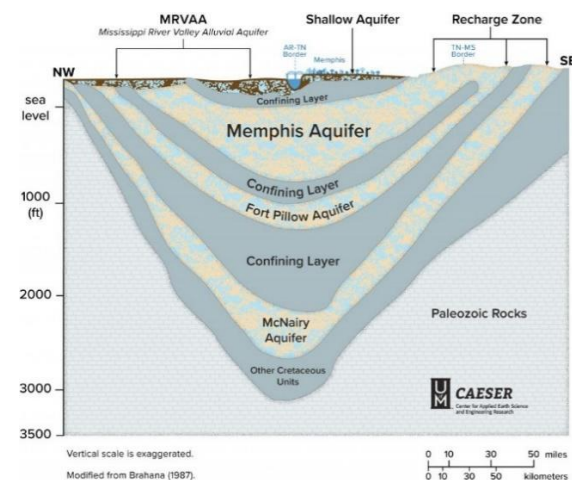 MRVAA
Mississippi River Valley Alluvial Aquifer
Shallow Aquifer
Recharge Zone
AR-TN
Border
Memphis
TN-MS
Border
NW
SE
sea
level
Confining Layer
Memphis Aquifer
Confining Layer
1000
(ft)
Fort Pillow Aquifer
Confining Layer
2000
McNairy
Aquifer
Paleozoic Rocks
Other Cretaceous
Units
3000
UM
CAESER
Center for Applied Earth Science
and Engineering Research
3500
Vertical scale is exaggerated.
Modified from Brahana (1987).
0 10 30 50 miles
0 10 30 50 kilometers